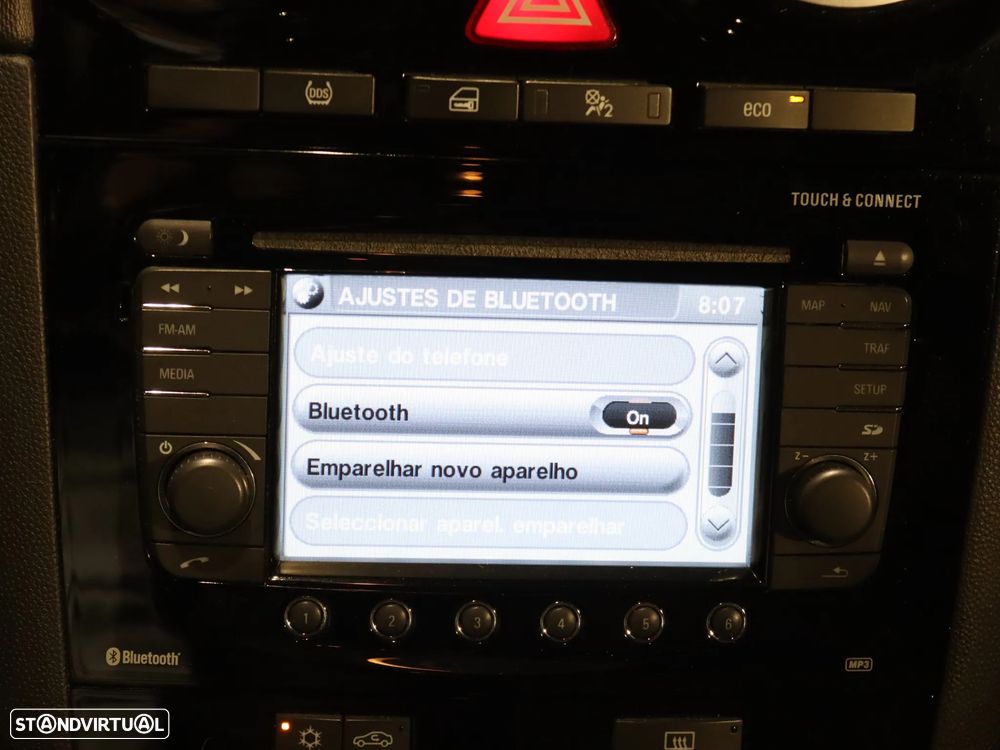 DDS
2
eco
TOUCH & CONNECT
AJUSTES DE BLUETOOTH 8:07
Ajuste do telefone
Bluetooth On
Emparelhar novo aparelho
Seleccionar aparel. emparelhar
FM-AM
MEDIA
MAP NAV
TRAF
SETUP
SD
z- z+
1 2 3 4 5 6
Bluetooth
MP3
STANDVIRTUAL